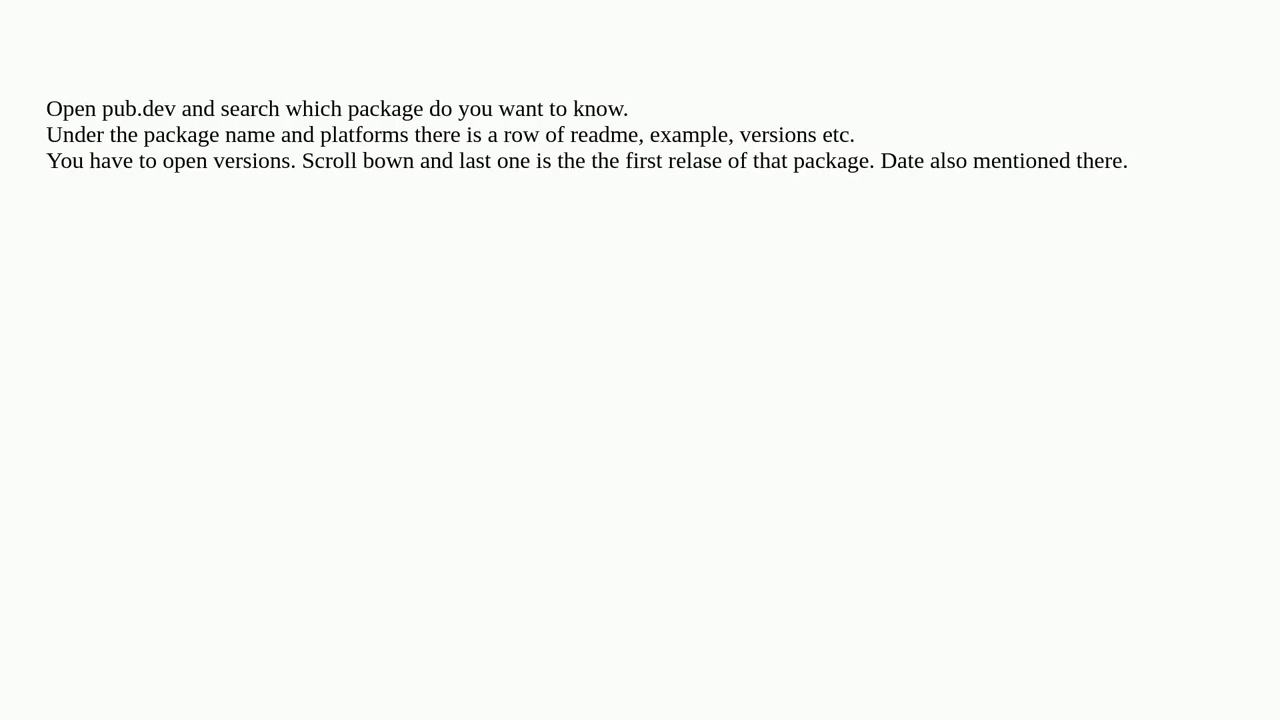 Open pub.dev and search which package do you want to know.
Under the package name and platforms there is a row of readme, example, versions etc.
You have to open versions. Scroll bown and last one is the the first relase of that package. Date also mentioned there.